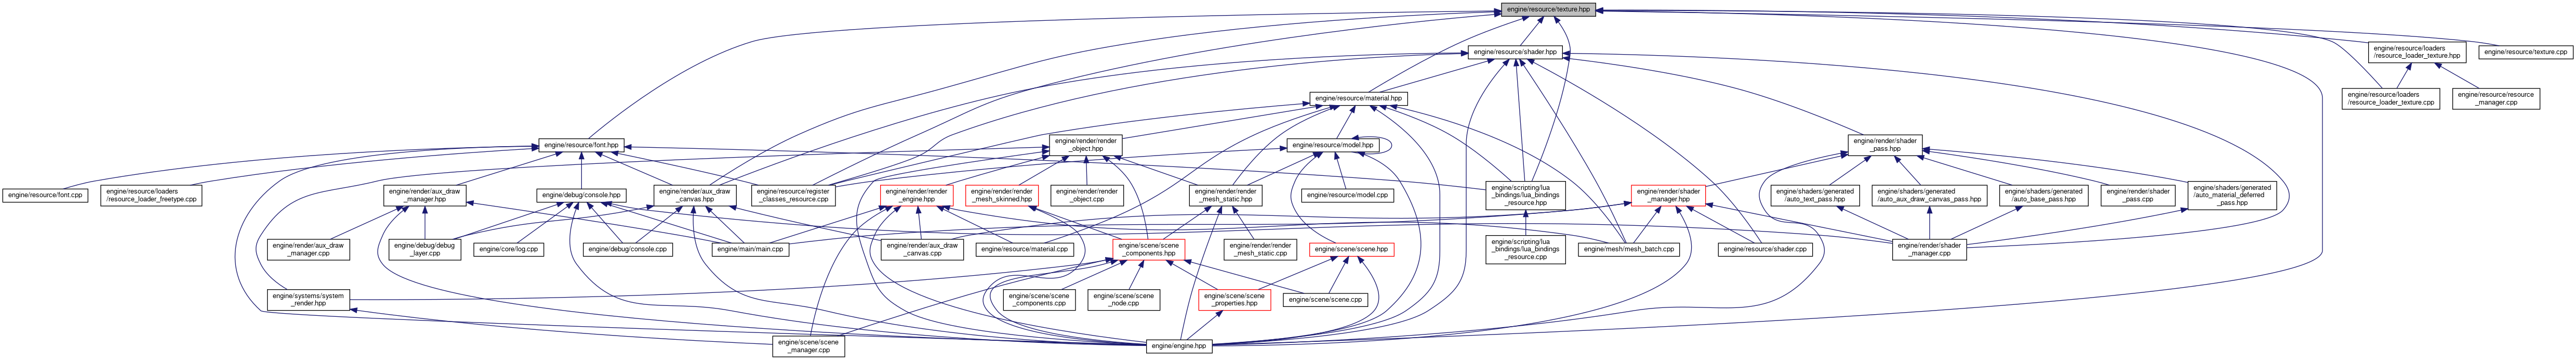 engine/resource/texture.hpp
engine/resource/shader.hpp
engine/resource/loaders
/resource_loader_texture.hpp
engine/resource/texture.cpp
engine/resource/material.hpp
engine/resource/loaders
/resource_loader_texture.cpp
engine/resource/resource
_manager.cpp
engine/resource/font.hpp
engine/render/render
_object.hpp
engine/resource/model.hpp
engine/render/shader
_pass.hpp
engine/resource/font.cpp
engine/resource/loaders
/resource_loader_freetype.cpp
engine/render/aux_draw
_manager.hpp
engine/debug/console.hpp
engine/render/aux_draw
_canvas.hpp
engine/resource/register
_classes_resource.cpp
engine/render/render
_engine.hpp
engine/render/render
_mesh_skinned.hpp
engine/render/render
_object.cpp
engine/render/render
_mesh_static.hpp
engine/resource/model.cpp
engine/scripting/lua
_bindings/lua_bindings
_resource.hpp
engine/render/shader
_manager.hpp
engine/shaders/generated
/auto_text_pass.hpp
engine/shaders/generated
/auto_aux_draw_canvas_pass.hpp
engine/shaders/generated
/auto_base_pass.hpp
engine/render/shader
_pass.cpp
engine/shaders/generated
/auto_material_deferred
_pass.hpp
engine/render/aux_draw
_manager.cpp
engine/debug/debug
_layer.cpp
engine/core/log.cpp
engine/debug/console.cpp
engine/main/main.cpp
engine/render/aux_draw
_canvas.cpp
engine/resource/material.cpp
engine/scene/scene
_components.hpp
engine/render/render
_mesh_static.cpp
engine/scene/scene.hpp
engine/scripting/lua
_bindings/lua_bindings
_resource.cpp
engine/mesh/mesh_batch.cpp
engine/resource/shader.cpp
engine/render/shader
_manager.cpp
engine/systems/system
_render.hpp
engine/scene/scene
_components.cpp
engine/scene/scene
_node.cpp
engine/scene/scene
_properties.hpp
engine/scene/scene.cpp
engine/scene/scene
_manager.cpp
engine/engine.hpp